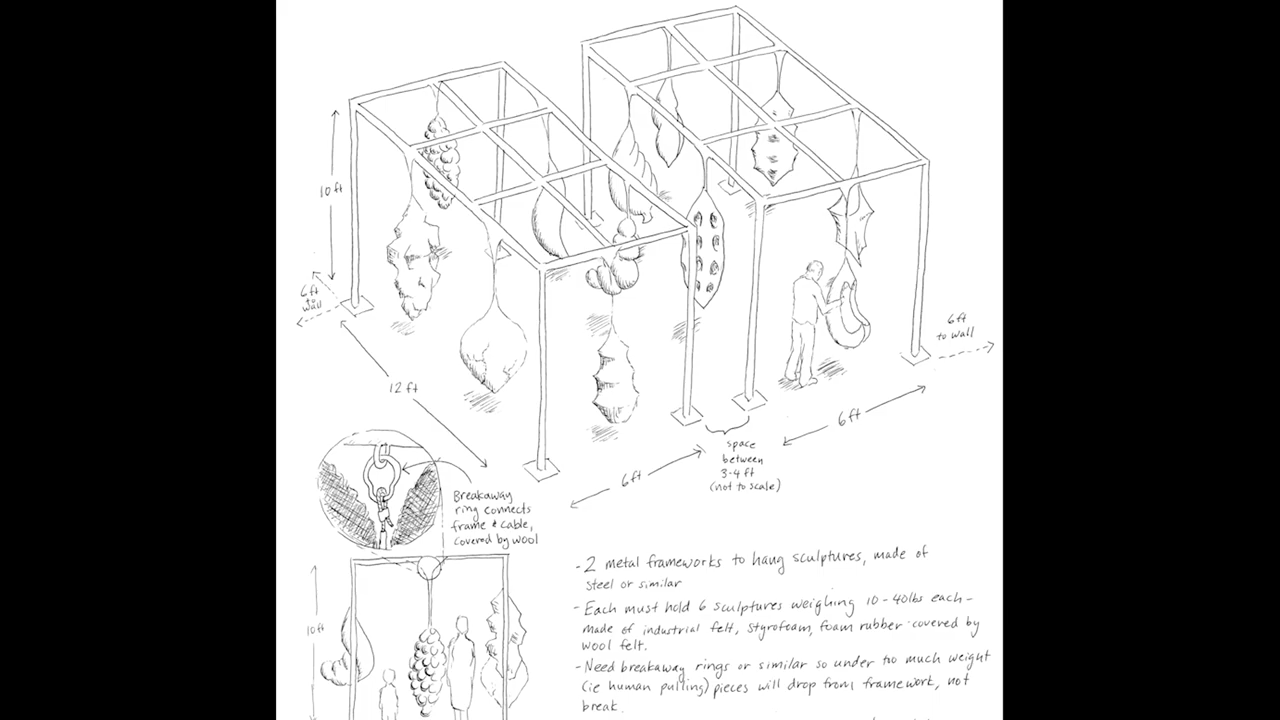 10 ft
6 ft
to
wall
12 ft
6 ft
to wall
6 ft
space
between
3-4 ft
(not to scale)
6 ft
Breakaway
ring connects
frame & cable,
covered by wool
10 ft
- 2 metal frameworks to hang sculptures, made of
steel or similar
- Each must hold 6 sculptures weighing 10-40lbs each-
made of industrial felt, styrofoam, foam rubber covered by
wool felt.
- Need breakaway rings or similar so under too much weight
(ie human pulling) pieces will drop from framework, not
break.